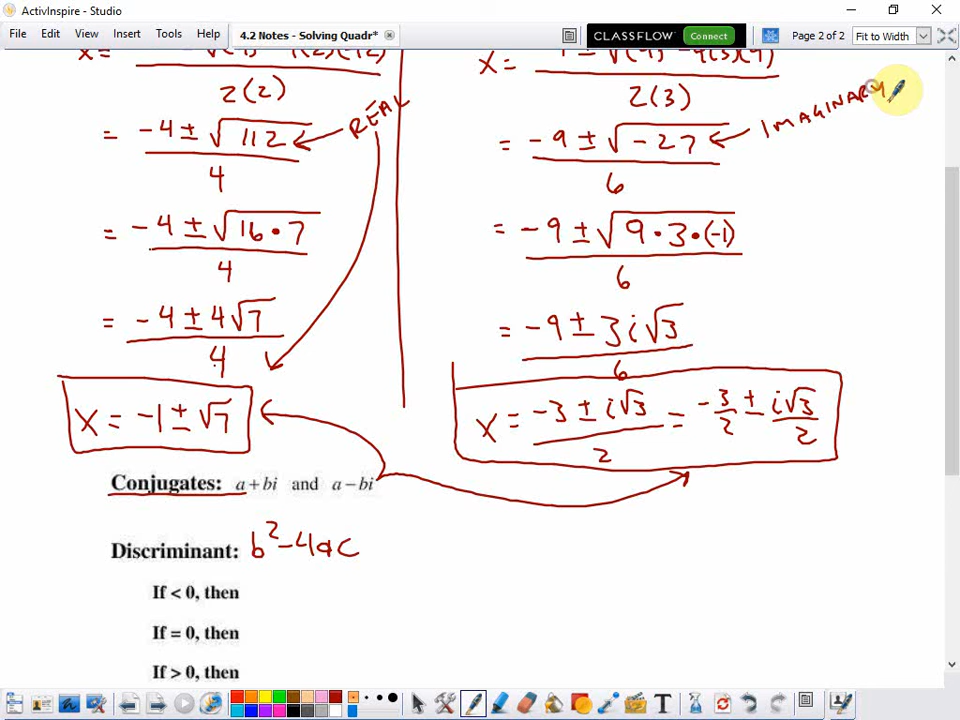 ActivInspire - Studio
File Edit View Insert Tools Help 4.2 Notes - Solving Quadr* CLASSFLOW Connect Page 2 of 2 Fit to Width
2(2)
= -4 ± √112 / 4
REAL
= -4 ± √16 • 7 / 4
= -4 ± 4√7 / 4
x = -1 ± √7
2(3)
= -9 ± √-27 / 6
IMAGINARY
= -9 ± √9 • 3 • (-1) / 6
= -9 ± 3i√3 / 6
x = -3 ± i√3 / 2 = -3/2 ± i√3/2
Conjugates: a + bi and a − bi
Discriminant: b²-4ac
If < 0, then
If = 0, then
If > 0, then